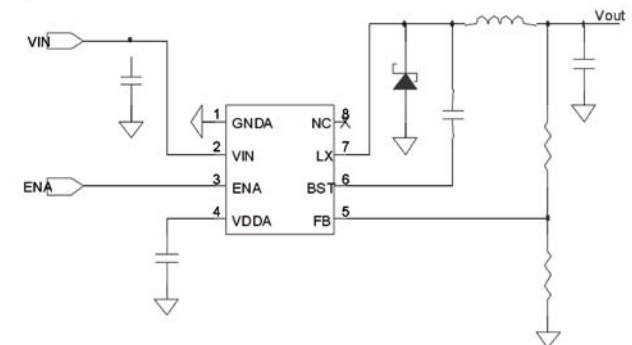 Vout
VIN
1 GNDA NC 8
2 VIN LX 7
ENA 3 ENA BST 6
4 VDDA FB 5